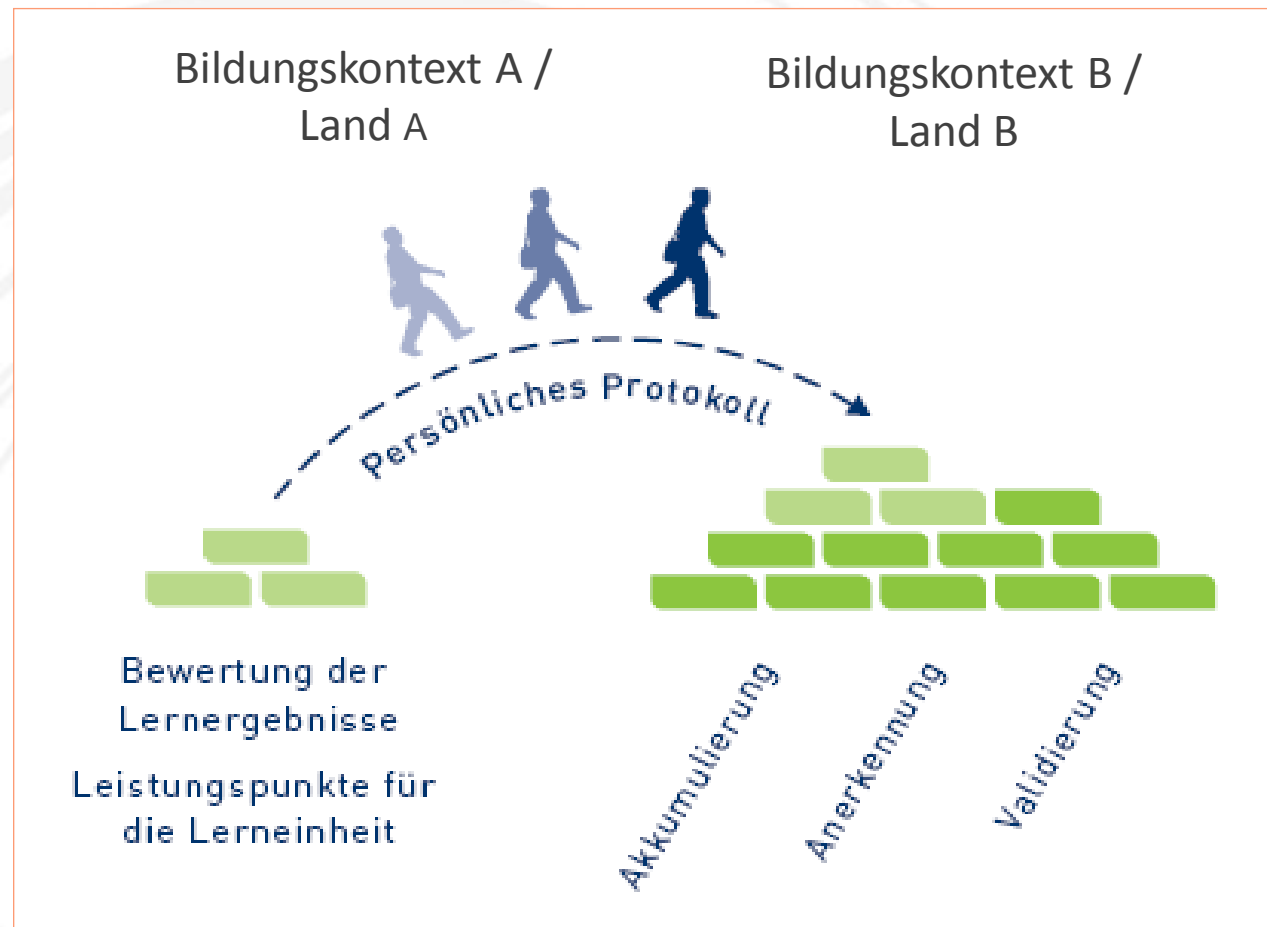 Bildungskontext A /
Land A
Bildungskontext B /
Land B
Persönliches Protokoll
Bewertung der
Lernergebnisse
Leistungspunkte für
die Lerneinheit
Akkumulierung
Anerkennung
Validierung